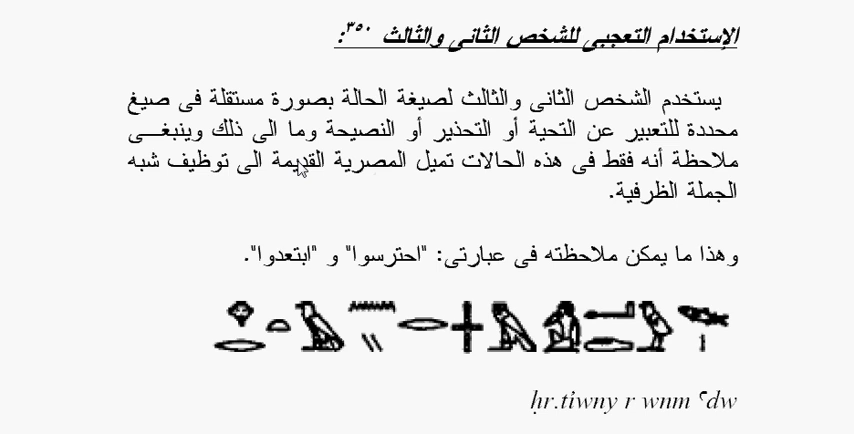 الإستخدام التعجبى للشخص الثانى والثالث ٣٥٠:
يستخدم الشخص الثانى والثالث لصيغة الحالة بصورة مستقلة فى صيغ
محددة للتعبير عن التحية أو التحذير أو النصيحة وما الى ذلك وينبغـــى
ملاحظة أنه فقط فى هذه الحالات تميل المصرية القديمة الى توظيف شبه
الجملة الظرفية.
وهذا ما يمكن ملاحظته فى عبارتى: "احترسوا" و "ابتعدوا".
ḥr.tíwny r wnm ꜥdw